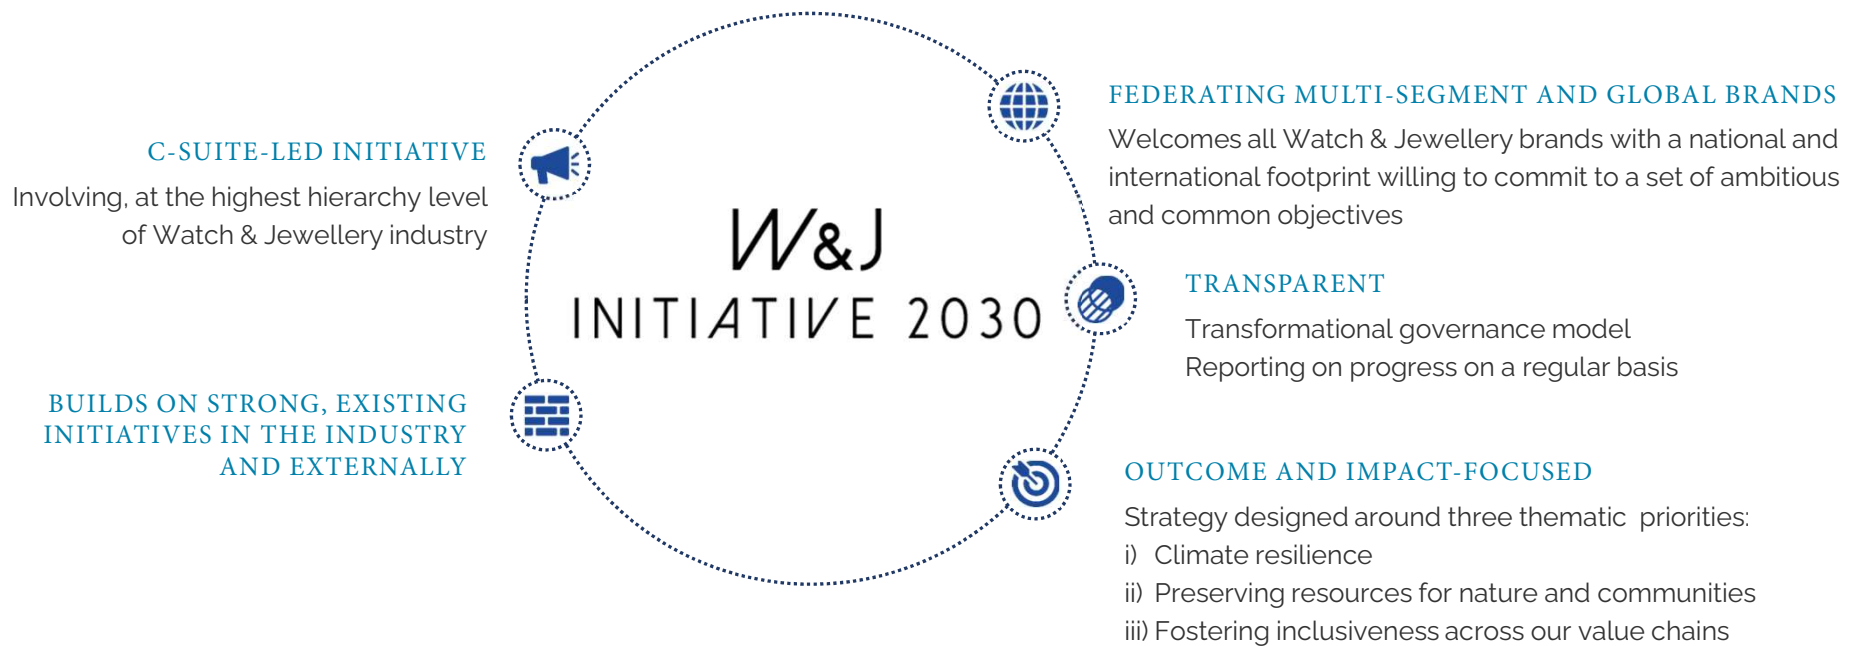 C-SUITE-LED INITIATIVE
Involving, at the highest hierarchy level
of Watch & Jewellery industry
BUILDS ON STRONG, EXISTING
INITIATIVES IN THE INDUSTRY
AND EXTERNALLY
W&J
INITIATIVE 2030
FEDERATING MULTI-SEGMENT AND GLOBAL BRANDS
Welcomes all Watch & Jewellery brands with a national and
international footprint willing to commit to a set of ambitious
and common objectives
TRANSPARENT
Transformational governance model
Reporting on progress on a regular basis
OUTCOME AND IMPACT-FOCUSED
Strategy designed around three thematic priorities:
i) Climate resilience
ii) Preserving resources for nature and communities
iii) Fostering inclusiveness across our value chains